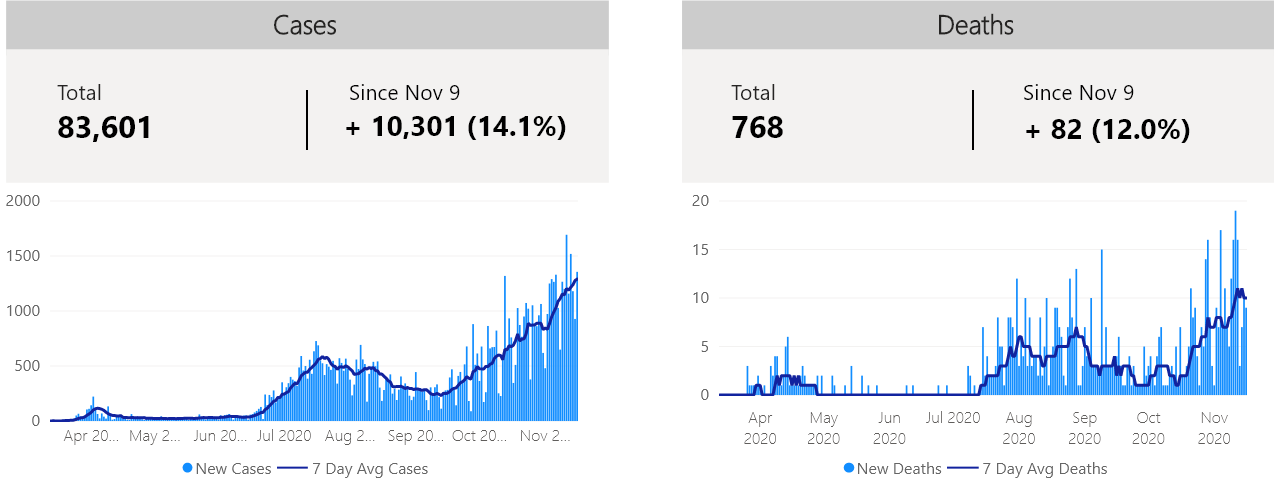 Cases
Total
83,601
Since Nov 9
+ 10,301 (14.1%)
2000
1500
1000
500
0
Apr 20... May 2... Jun 20... Jul 2020 Aug 2... Sep 20... Oct 20... Nov 2...
New Cases 7 Day Avg Cases
Deaths
Total
768
Since Nov 9
+ 82 (12.0%)
20
15
10
5
0
Apr 2020 May 2020 Jun 2020 Jul 2020 Aug 2020 Sep 2020 Oct 2020 Nov 2020
New Deaths 7 Day Avg Deaths